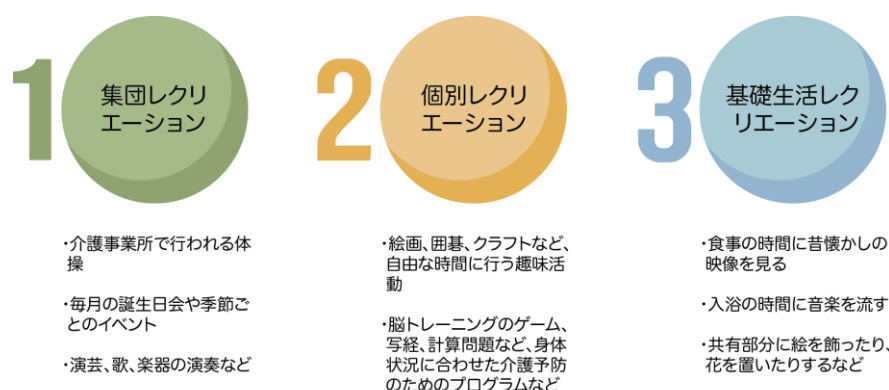 1
集団レクリ
エーション
・介護事業所で行われる体
操
・毎月の誕生日会や季節ご
とのイベント
・演芸、歌、楽器の演奏など
2
個別レクリ
エーション
・絵画、囲碁、クラフトなど、
自由な時間に行う趣味活
動
・脳トレーニングのゲーム、
写経、計算問題など、身体
状況に合わせた介護予防
のためのプログラムなど
3
基礎生活レク
リエーション
・食事の時間に昔懐かしの
映像を見る
・入浴の時間に音楽を流す
・共有部分に絵を飾ったり、
花を置いたりするなど